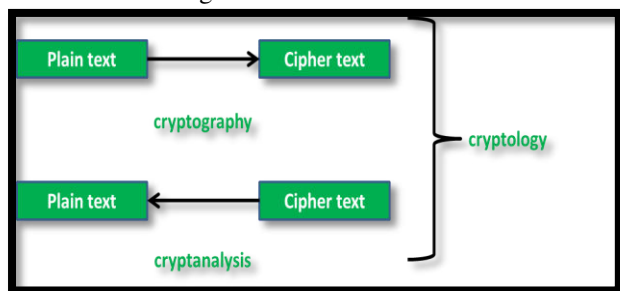 Plain text
Cipher text
cryptography
cryptology
Plain text
Cipher text
cryptanalysis